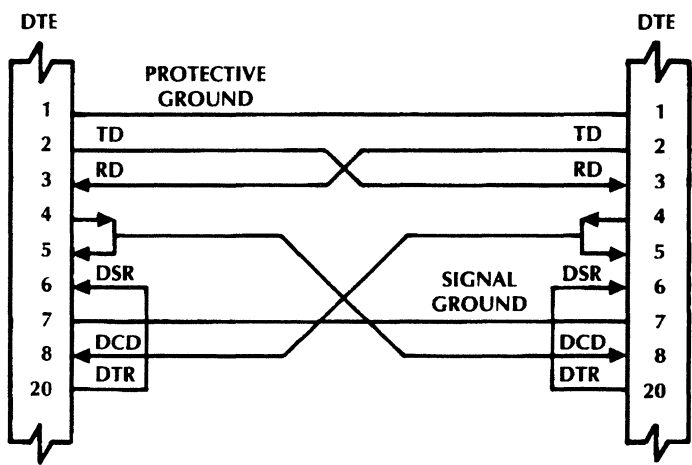 DTE DTE
PROTECTIVE
GROUND
1 1
2 TD TD 2
3 RD RD 3
4 4
5 5
6 DSR DSR 6
SIGNAL
GROUND
7 7
8 DCD DCD 8
20 DTR DTR 20